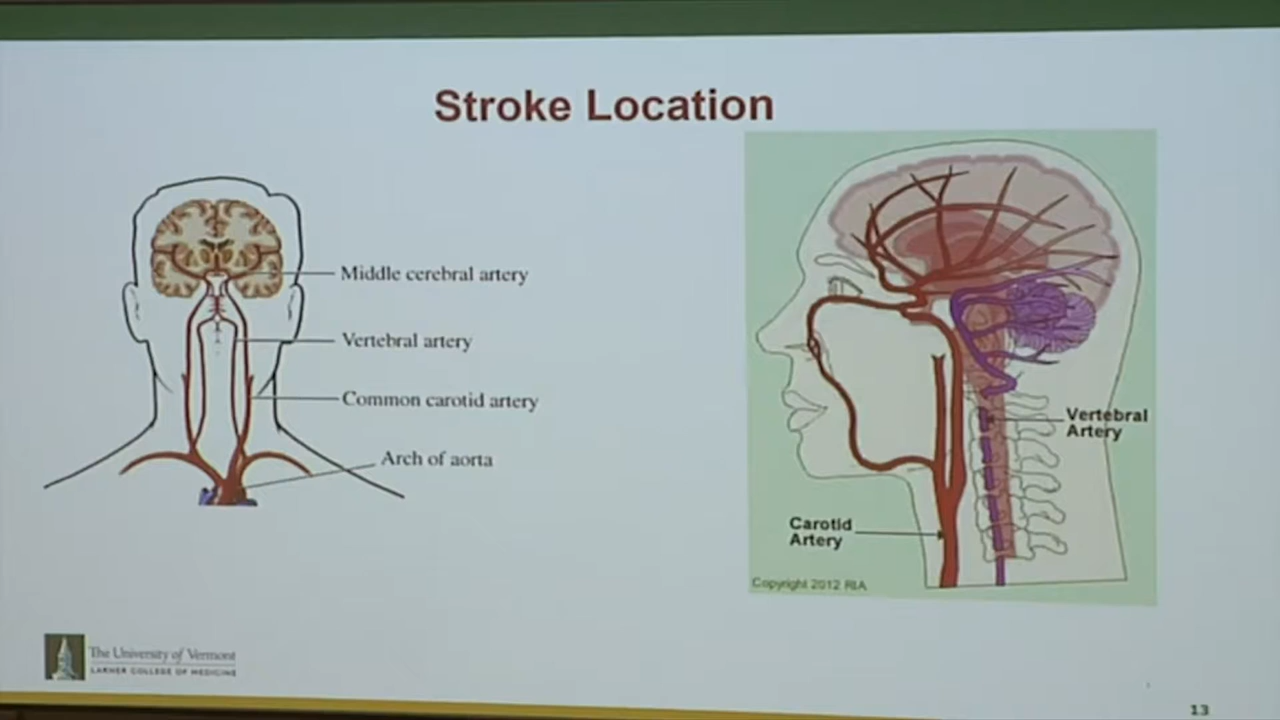 Stroke Location
Middle cerebral artery
Vertebral artery
Common carotid artery
Arch of aorta
Vertebral
Artery
Carotid
Artery
Copyright 2012 RIA
The University of Vermont
LARNER COLLEGE OF MEDICINE
13